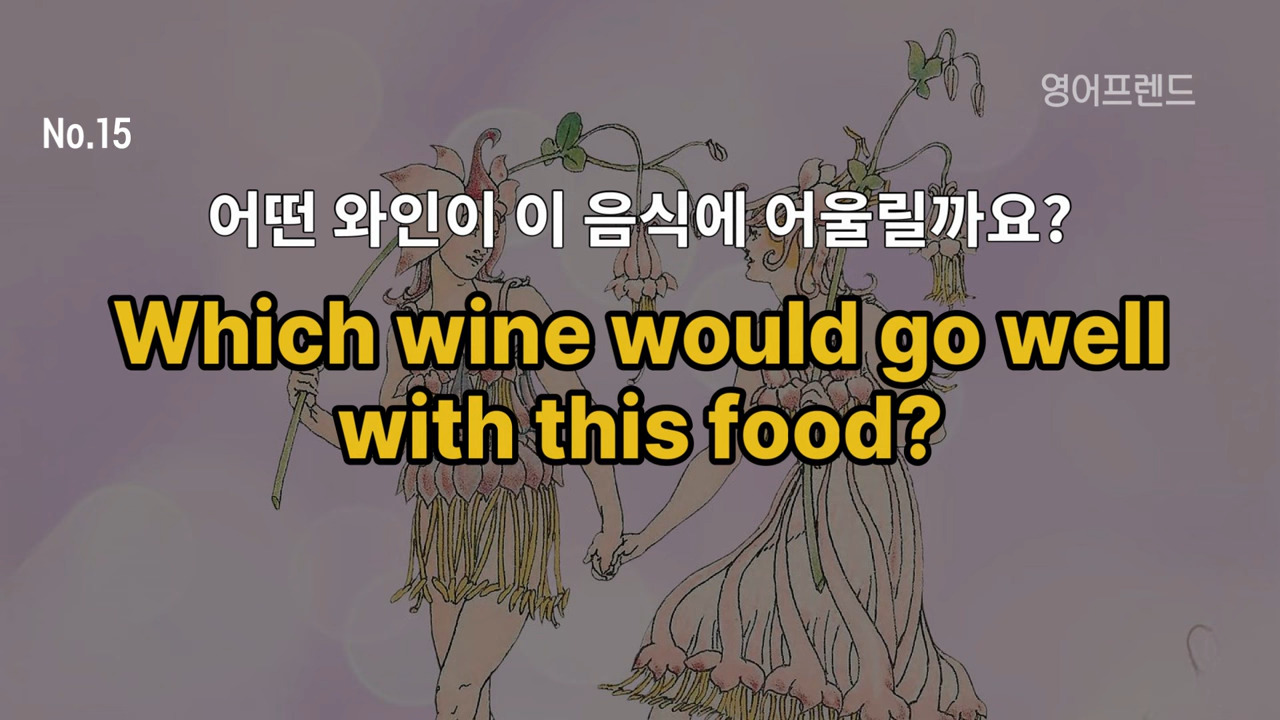 영어프렌드
No.15
어떤 와인이 이 음식에 어울릴까요?
Which wine would go well
with this food?